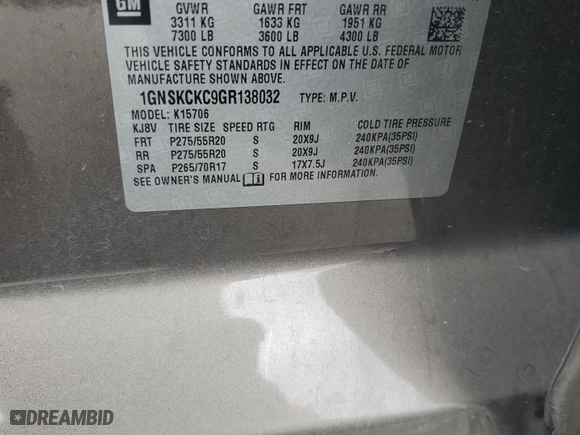 GM
GVWR GAWR FRT GAWR RR
3311 KG 1633 KG 1951 KG
7300 LB 3600 LB 4300 LB
THIS VEHICLE CONFORMS TO ALL APPLICABLE U.S. FEDERAL MOTOR
VEHICLE SAFETY STANDARDS IN EFFECT ON THE DATE OF
MANUFACTURE SHOWN ABOVE.
1GNSKCKC9GR138032 TYPE: M.P.V.
MODEL: K15706
KJ8V TIRE SIZE SPEED RTG RIM COLD TIRE PRESSURE
FRT P275/55R20 S 20X9J 240KPA(35PSI)
RR P275/55R20 S 20X9J 240KPA(35PSI)
SPA P265/70R17 S 17X7.5J 240KPA(35PSI)
SEE OWNER'S MANUAL FOR MORE INFORMATION.
DREAMBID